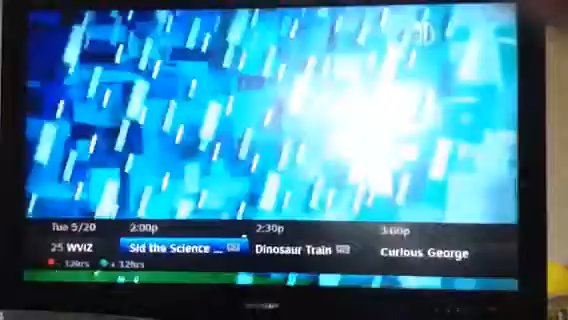 Tue 5/20 2:00p 2:30p 3:00p
25 WVIZ Sid the Science ... Dinosaur Train Curious George
- 12hrs + 12hrs